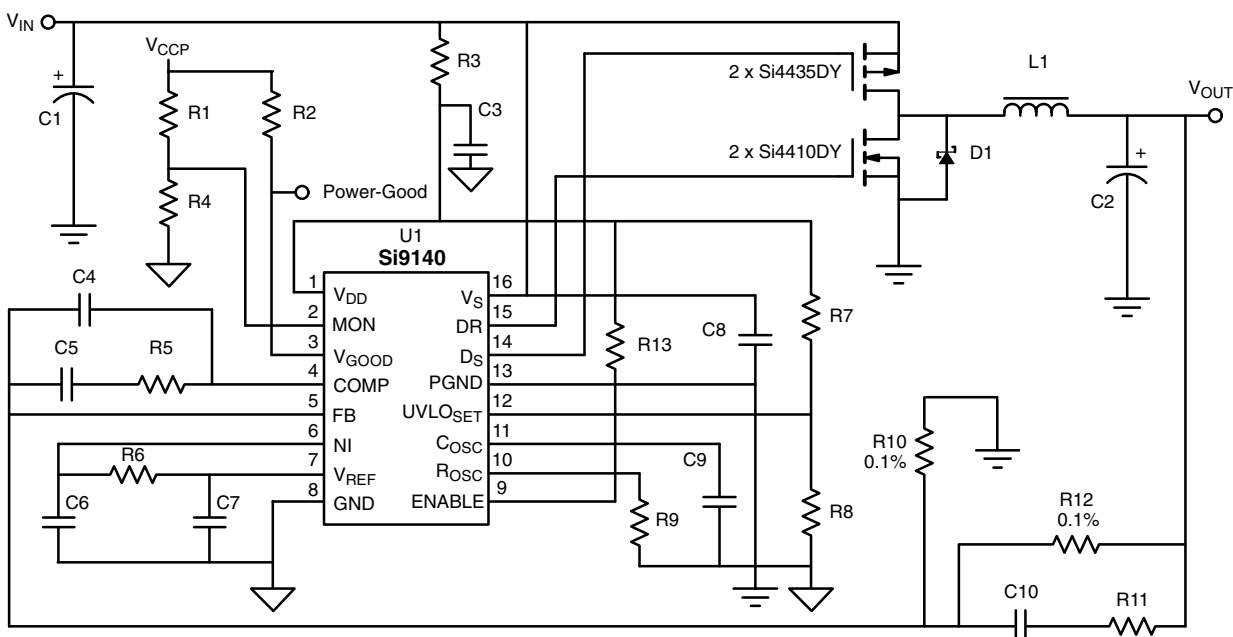 V_IN
V_CCP
C1
R1
R2
R3
C3
R4
Power-Good
2 x Si4435DY
2 x Si4410DY
L1
V_OUT
D1
C2
U1
Si9140
1 V_DD
2 MON
3 V_GOOD
4 COMP
5 FB
6 NI
7 V_REF
8 GND
16 V_S
15 DR
14 D_S
13 PGND
12 UVLO_SET
11 C_OSC
10 R_OSC
9 ENABLE
C4
C5
R5
R6
C6
C7
R13
C8
R7
C9
R9
R8
R10
0.1%
R12
0.1%
C10
R11
+
+